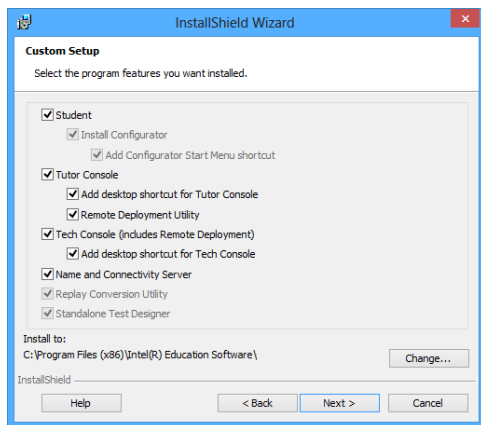 InstallShield Wizard
Custom Setup
Select the program features you want installed.
Student
Install Configurator
Add Configurator Start Menu shortcut
Tutor Console
Add desktop shortcut for Tutor Console
Remote Deployment Utility
Tech Console (includes Remote Deployment)
Add desktop shortcut for Tech Console
Name and Connectivity Server
Replay Conversion Utility
Standalone Test Designer
Install to:
C:\Program Files (x86)\Intel(R) Education Software\
Change...
InstallShield
Help < Back Next > Cancel